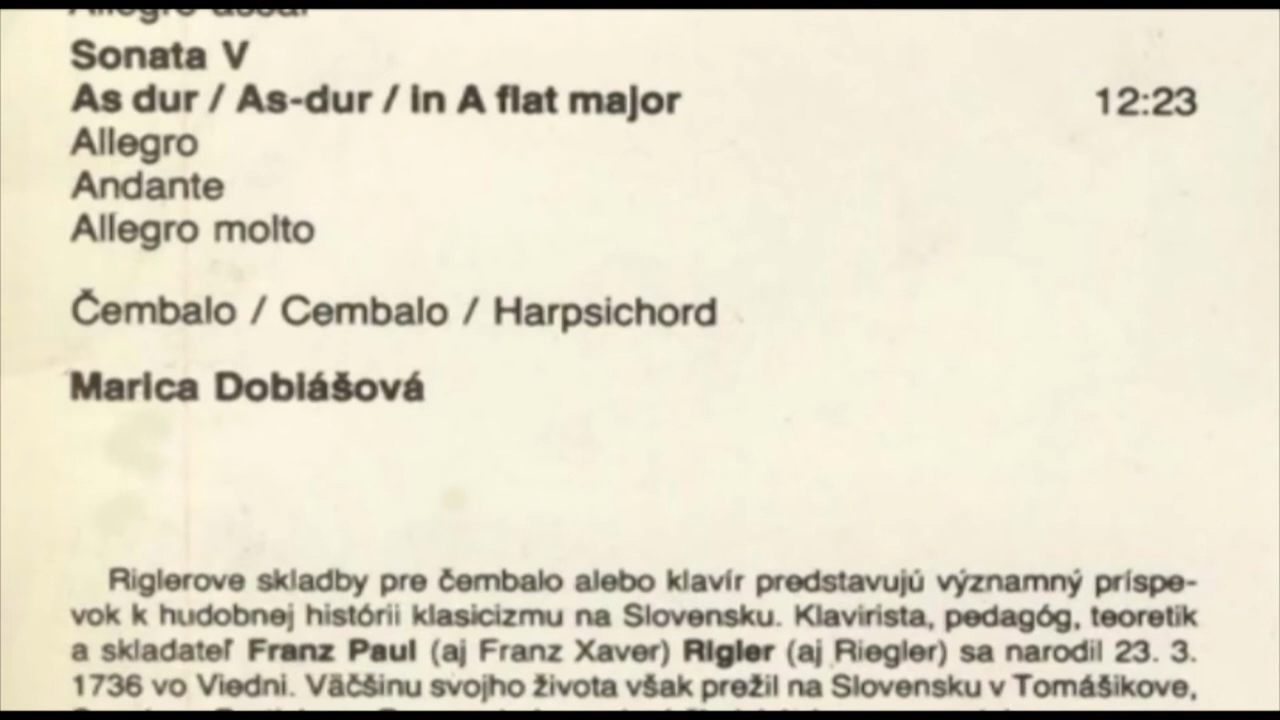 Allegro assai
Sonata V
As dur / As-dur / in A flat major 12:23
Allegro
Andante
Allegro molto
Čembalo / Cembalo / Harpsichord
Marica Dobiášová
Riglerove skladby pre čembalo alebo klavír predstavujú významný príspe-
vok k hudobnej histórii klasicizmu na Slovensku. Klavirista, pedagóg, teoretik
a skladateľ Franz Paul (aj Franz Xaver) Rigler (aj Riegler) sa narodil 23. 3.
1736 vo Viedni. Väčšinu svojho života však prežil na Slovensku v Tomášikove,